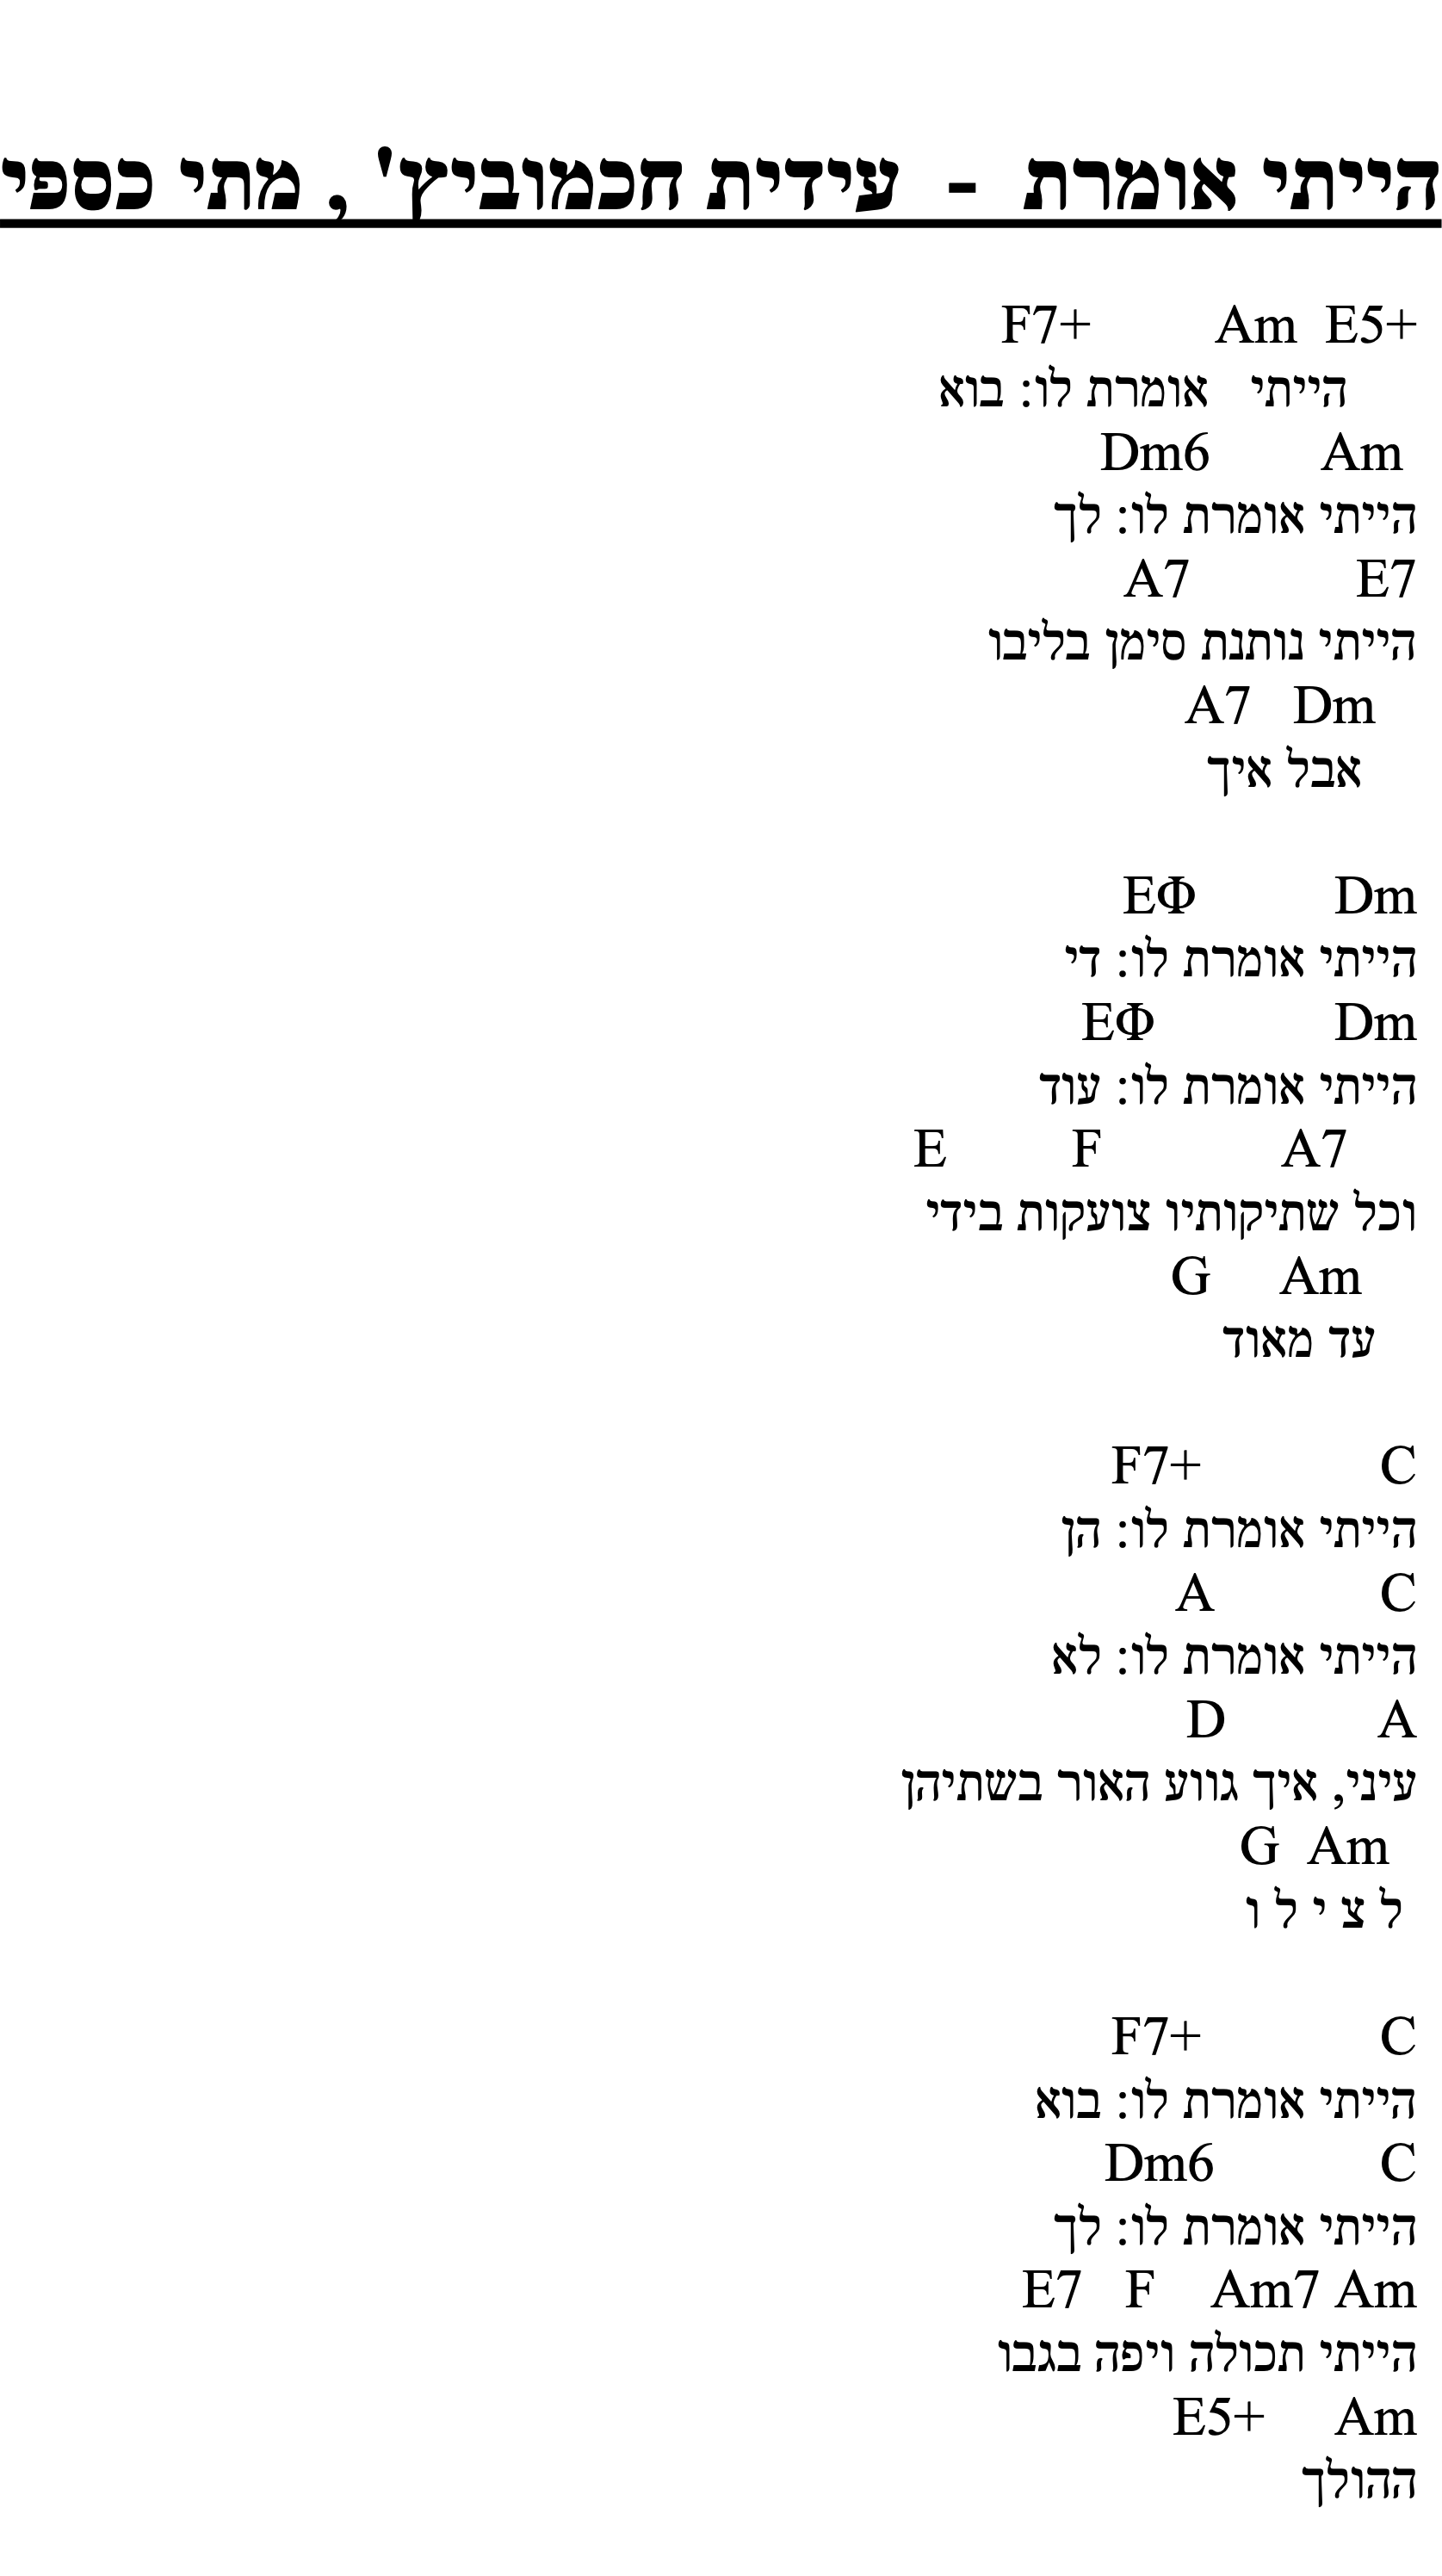 הייתי אומרת - עידית חכמוביץ' , מתי כספי
E5+ Am F7+
הייתי אומרת לו: בוא
Am Dm6
הייתי אומרת לו: לך
E7 A7
הייתי נותנת סימן בליבו
Dm A7
אבל איך
Dm EΦ
הייתי אומרת לו: די
Dm EΦ
הייתי אומרת לו: עוד
A7 F E
וכל שתיקותיו צועקות בידי
Am G
עד מאוד
C F7+
הייתי אומרת לו: הן
C A
הייתי אומרת לו: לא
A D
עיני, איך גווע האור בשתיהן
Am G
ל צ י ל ו
C F7+
הייתי אומרת לו: בוא
C Dm6
הייתי אומרת לו: לך
Am Am7 F E7
הייתי תכולה ויפה בגבו
Am E5+
ההולך